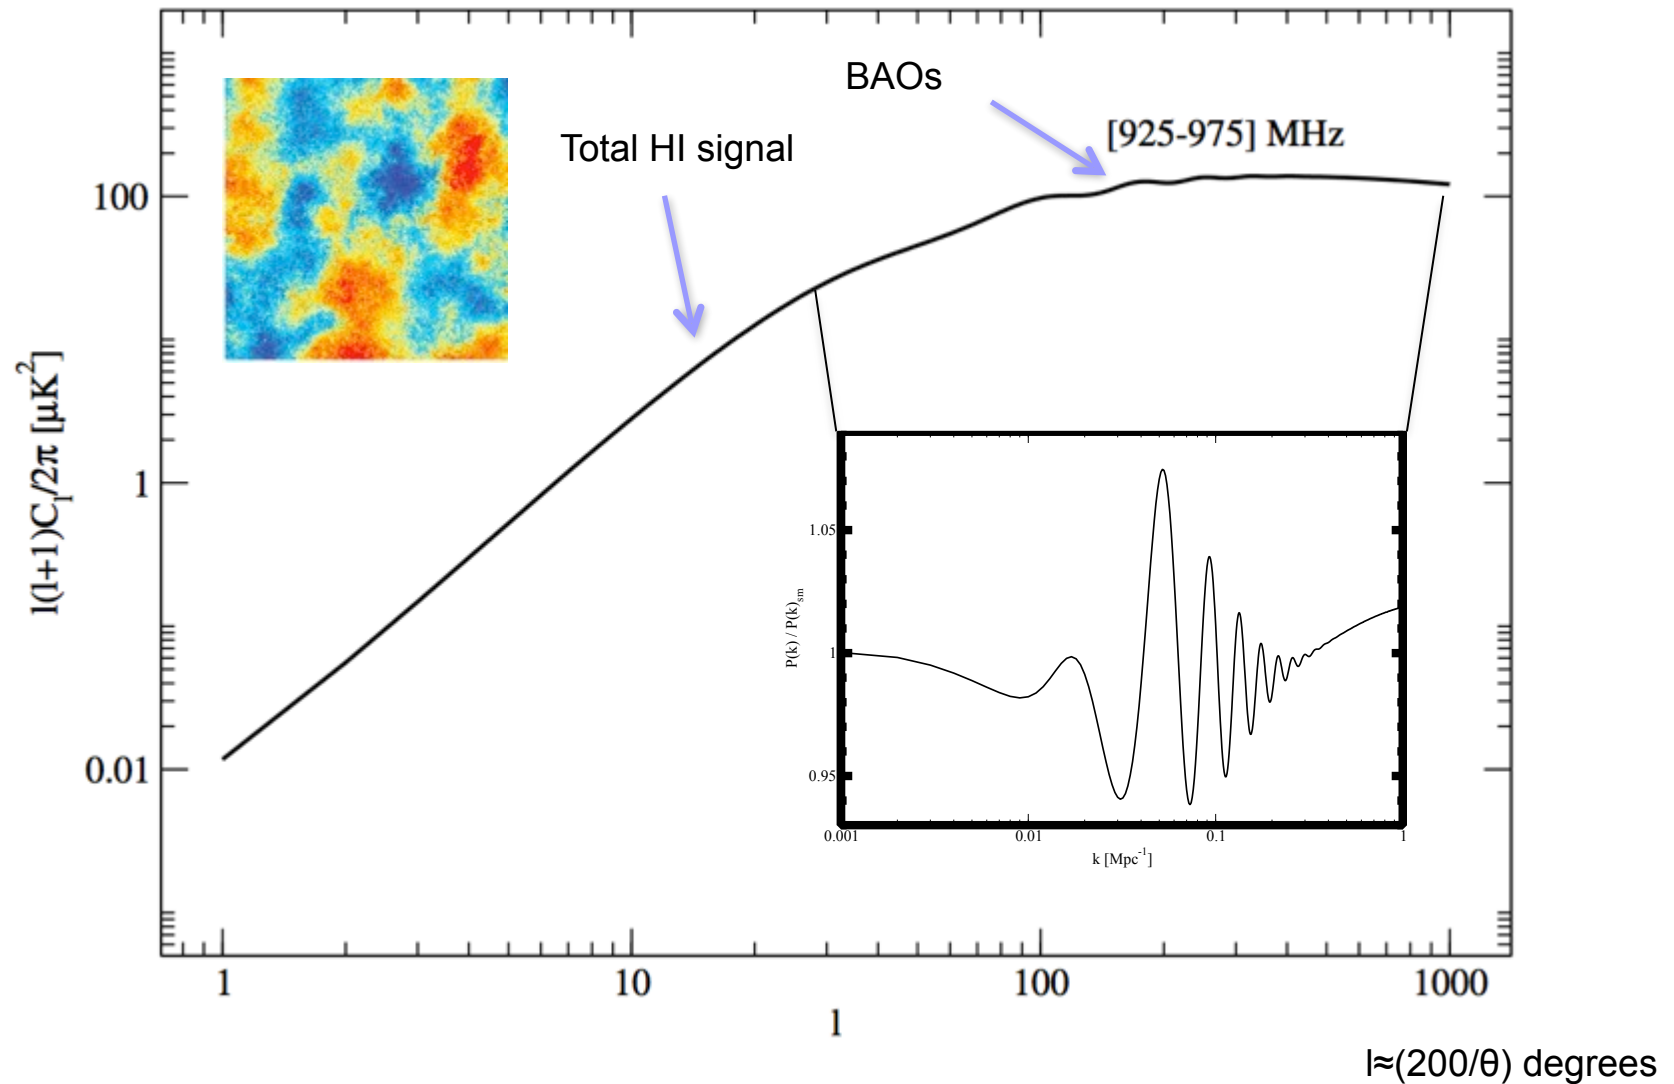 BAOs
[925-975] MHz
Total HI signal
100
1
0.01
l(l+1)C_l/2π [μK²]
1.05
1
0.95
P(k) / P(k)_sm
0.001
0.01
0.1
1
k [Mpc⁻¹]
1
10
100
1000
l
l≈(200/θ) degrees